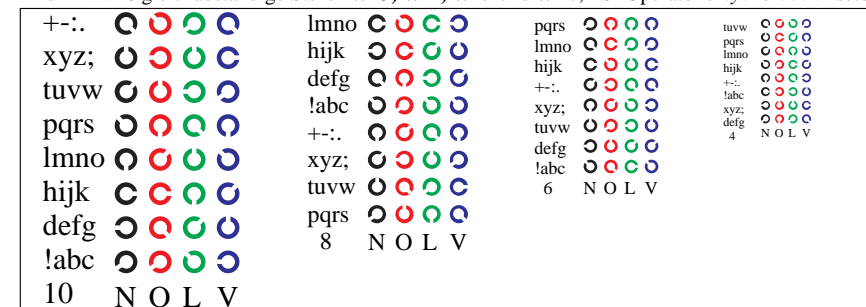 +-:.
xyz;
tuvw
pqrs
lmno
hijk
defg
!abc
10 N O L V
lmno
hijk
defg
!abc
+-:.
xyz;
tuvw
pqrs
8 N O L V
pqrs
lmno
hijk
+-:.
xyz;
tuvw
defg
!abc
6 N O L V
tuvw
pqrs
lmno
hijk
+-:.
!abc
xyz;
defg
4 N O L V